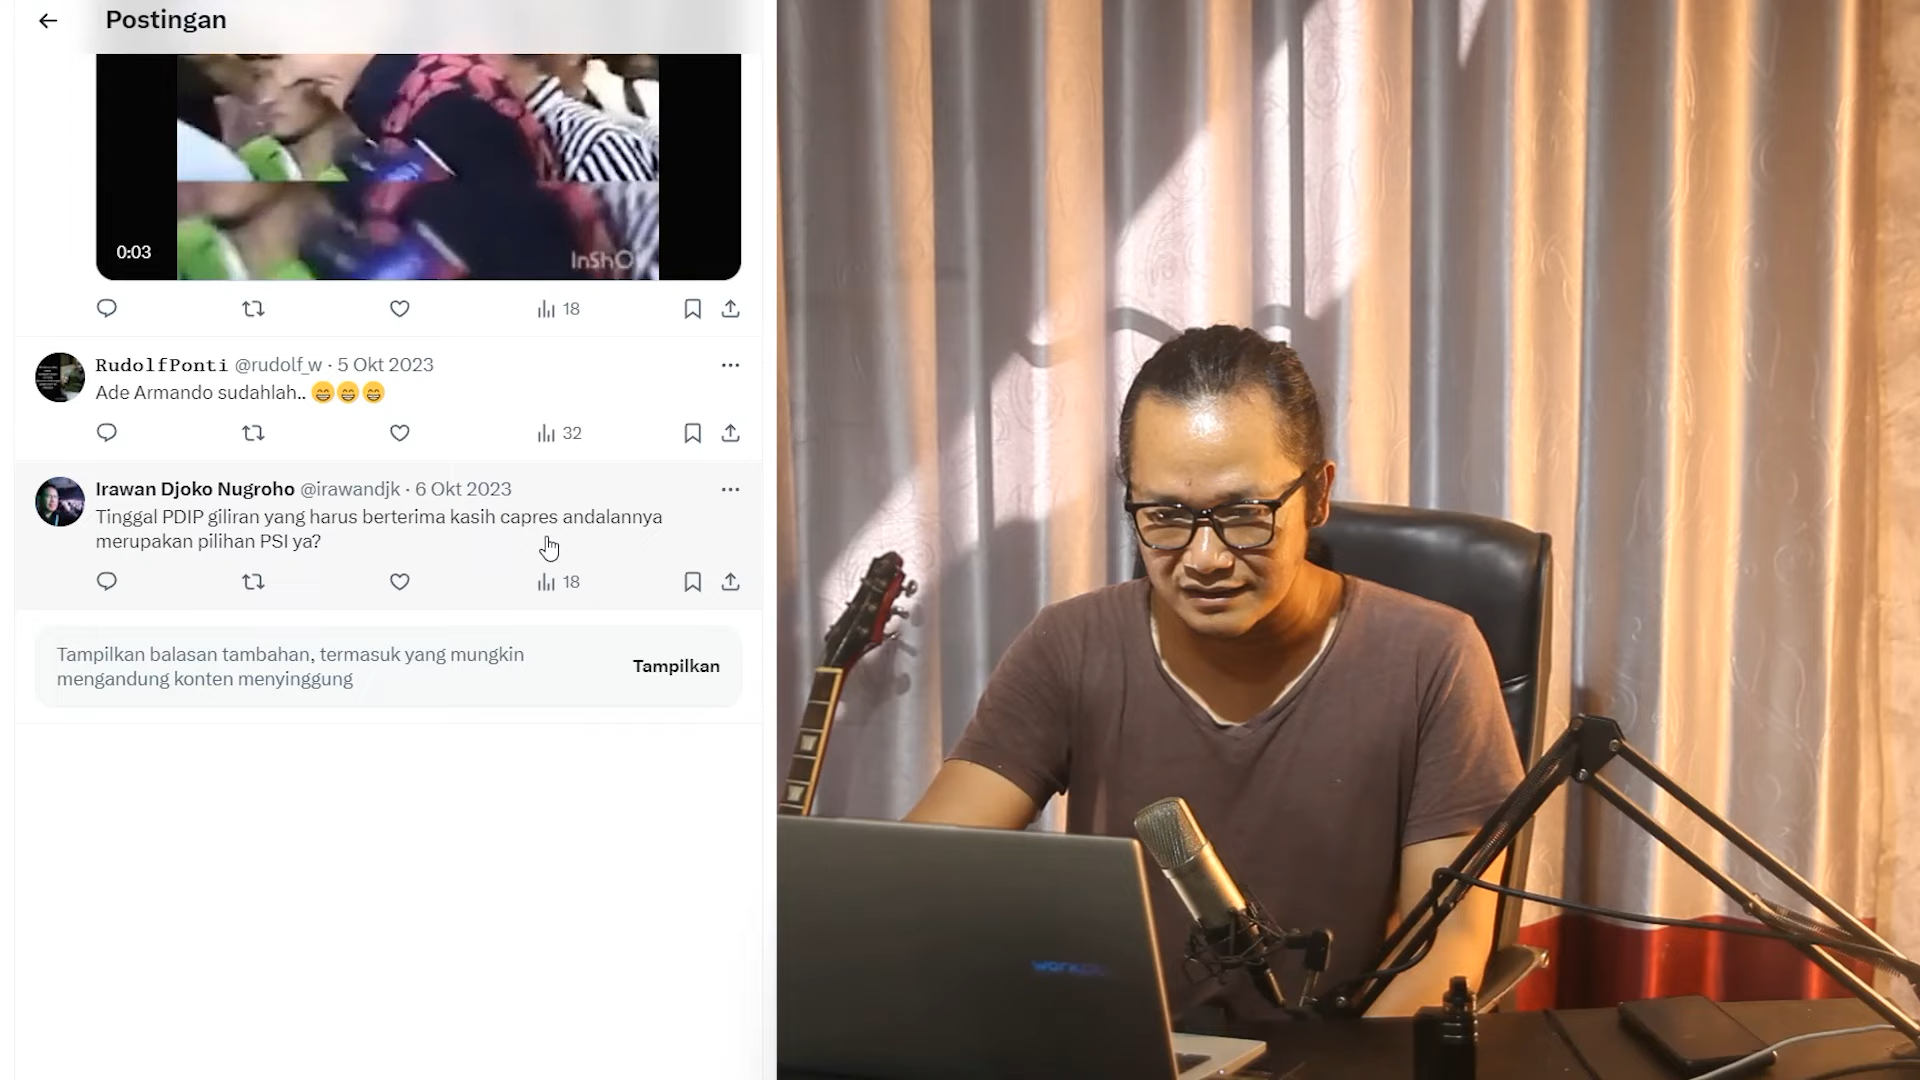 Postingan
0:03
InShO
18
RudolfPonti @rudolf_w · 5 Okt 2023
Ade Armando sudahlah.. 😁😁😁
32
Irawan Djoko Nugroho @irawandjk · 6 Okt 2023
Tinggal PDIP giliran yang harus berterima kasih capres andalannya
merupakan pilihan PSI ya?
18
Tampilkan balasan tambahan, termasuk yang mungkin
mengandung konten menyinggung
Tampilkan